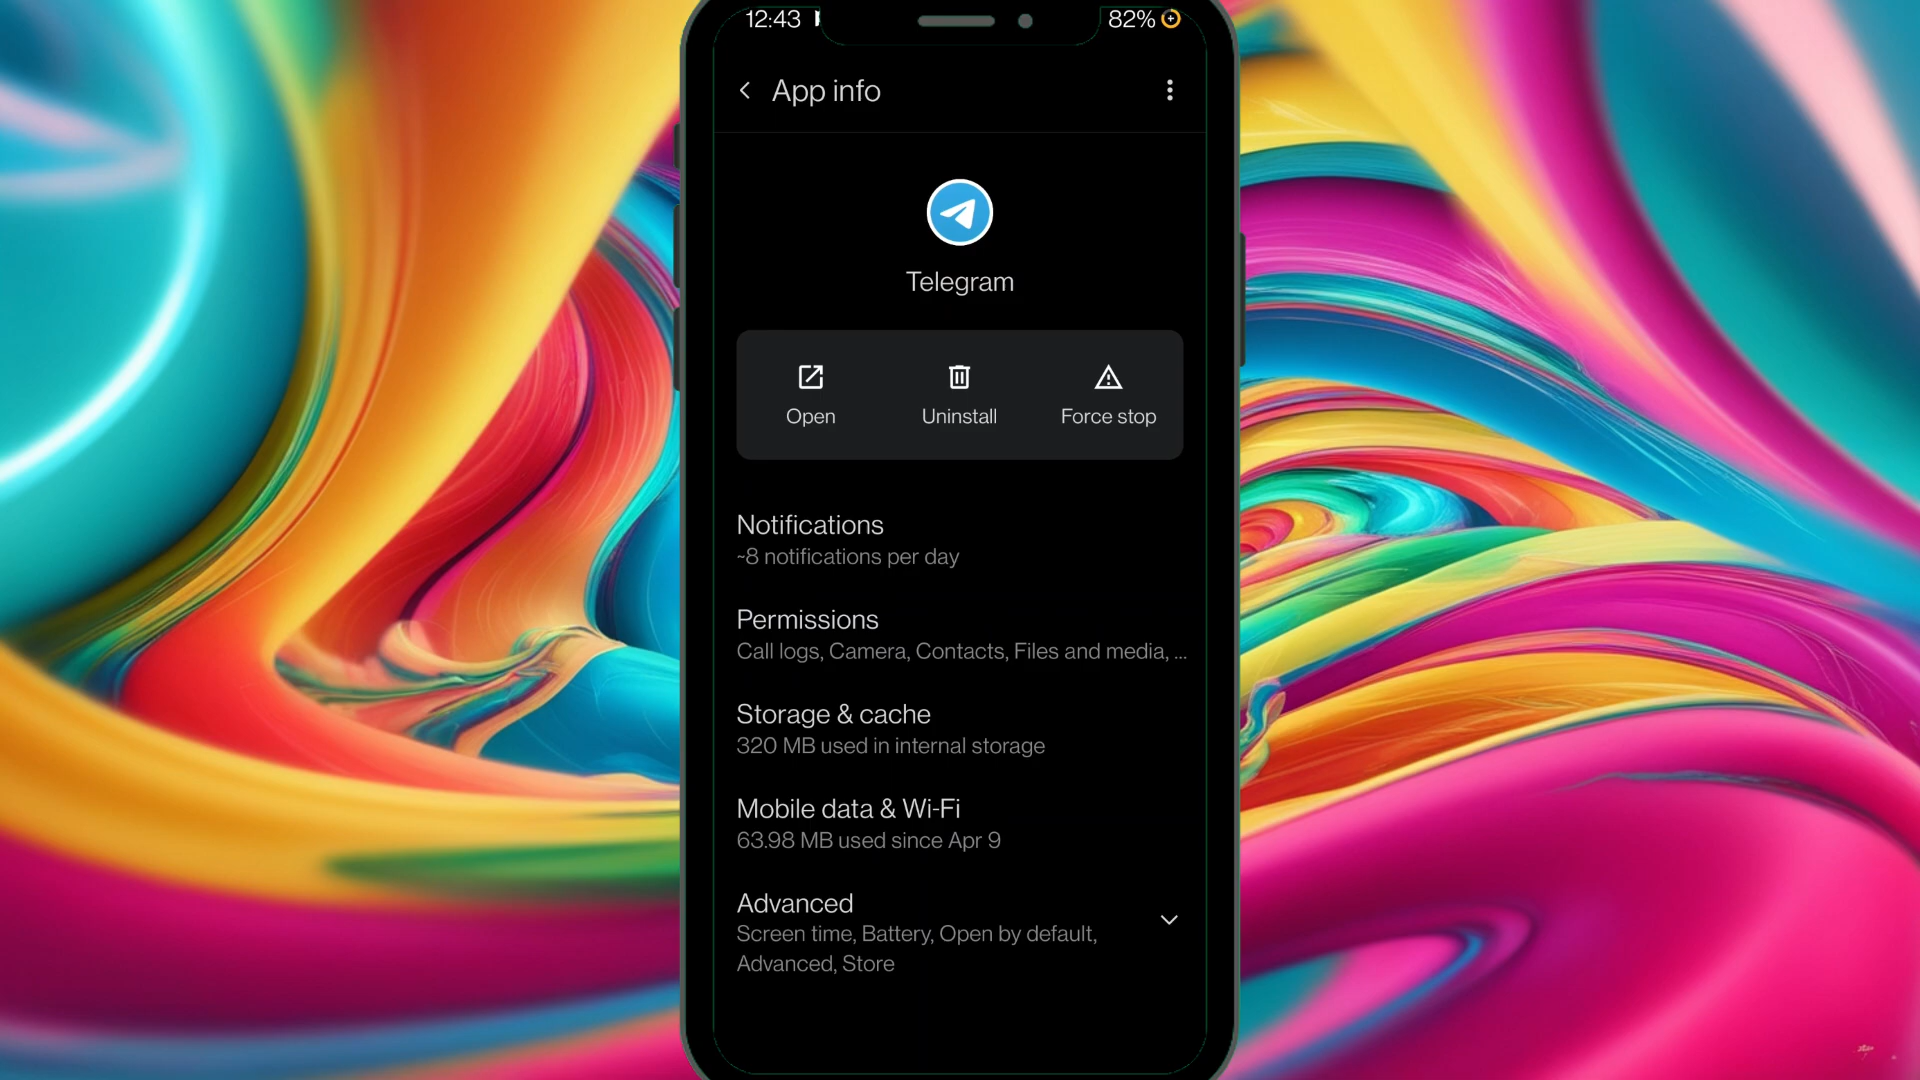 12:43
82%
App info
Telegram
Open
Uninstall
Force stop
Notifications
~8 notifications per day
Permissions
Call logs, Camera, Contacts, Files and media, ...
Storage & cache
320 MB used in internal storage
Mobile data & Wi-Fi
63.98 MB used since Apr 9
Advanced
Screen time, Battery, Open by default,
Advanced, Store